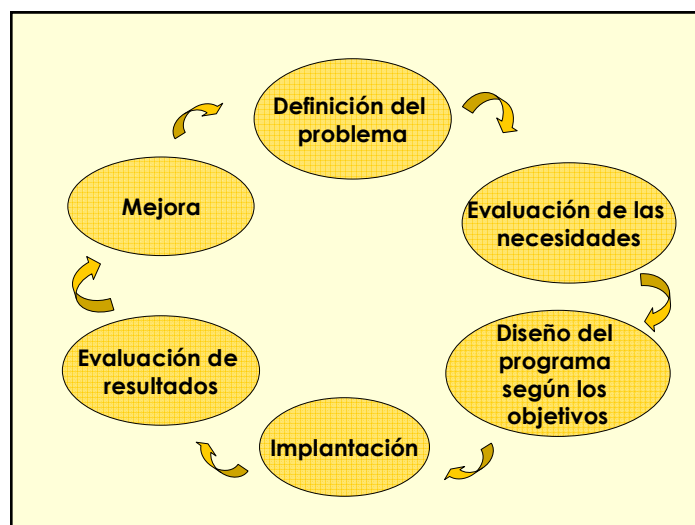 Definición del
problema
Evaluación de las
necesidades
Diseño del
programa
según los
objetivos
Implantación
Evaluación de
resultados
Mejora